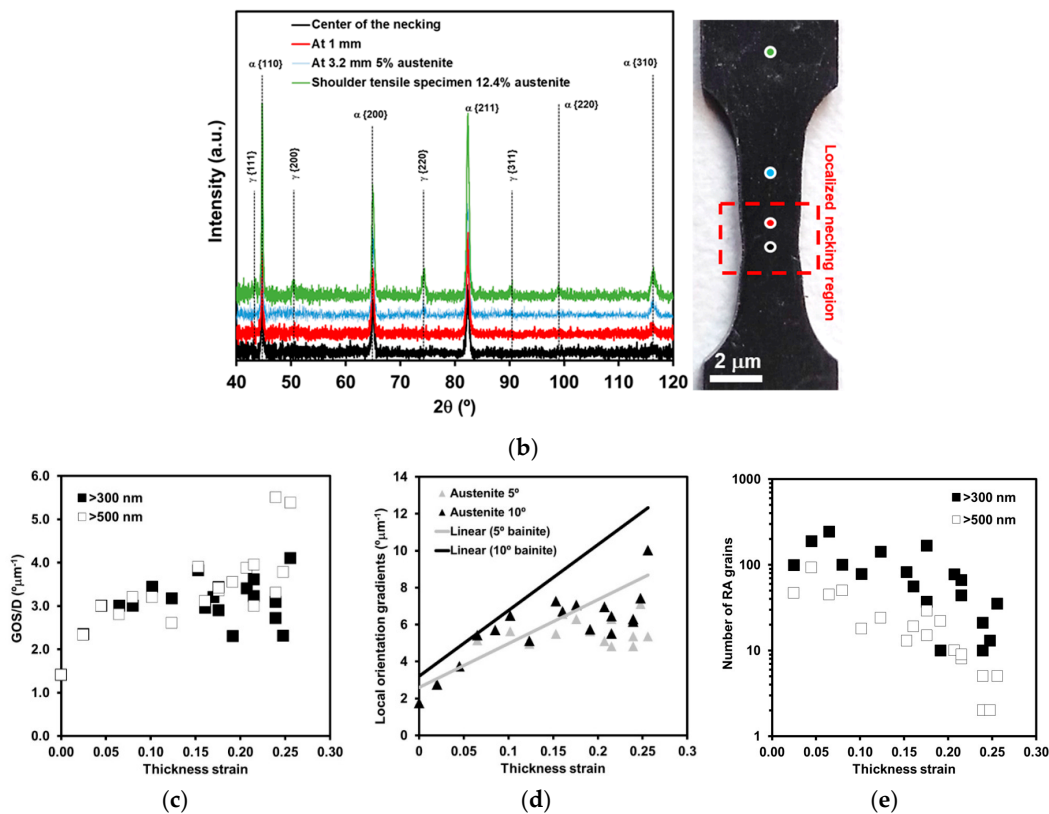 Center of the necking
At 1 mm
At 3.2 mm 5% austenite
Shoulder tensile specimen 12.4% austenite
α {110}
α {200}
α {211}
α {220}
α {310}
γ {111}
γ {200}
γ {220}
γ {311}
Intensity (a.u.)
40 50 60 70 80 90 100 110 120
2θ (º)
Localized necking region
2 μm
(b)
6.0
5.0
4.0
3.0
2.0
1.0
0.0
GOS/D (°μm⁻¹)
>300 nm
>500 nm
0.00 0.05 0.10 0.15 0.20 0.25 0.30
Thickness strain
(c)
14
12
10
8
6
4
2
0
Local orientation gradients (°μm⁻¹)
Austenite 5º
Austenite 10º
Linear (5º bainite)
Linear (10º bainite)
0 0.05 0.1 0.15 0.2 0.25 0.3
Thickness strain
(d)
1000
100
10
1
Number of RA grains
>300 nm
>500 nm
0.00 0.05 0.10 0.15 0.20 0.25 0.30
Thickness strain
(e)